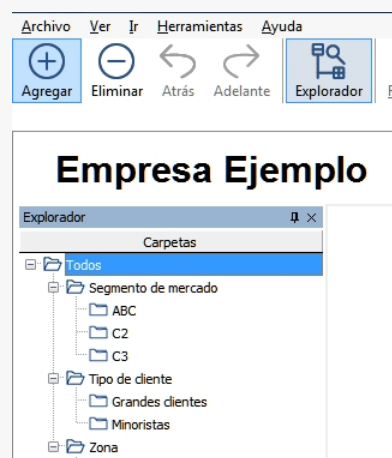 Archivo Ver Ir Herramientas Ayuda
Agregar Eliminar Atrás Adelante Explorador
Empresa Ejemplo
Explorador
Carpetas
Todos
Segmento de mercado
ABC
C2
C3
Tipo de cliente
Grandes clientes
Minoristas
Zona